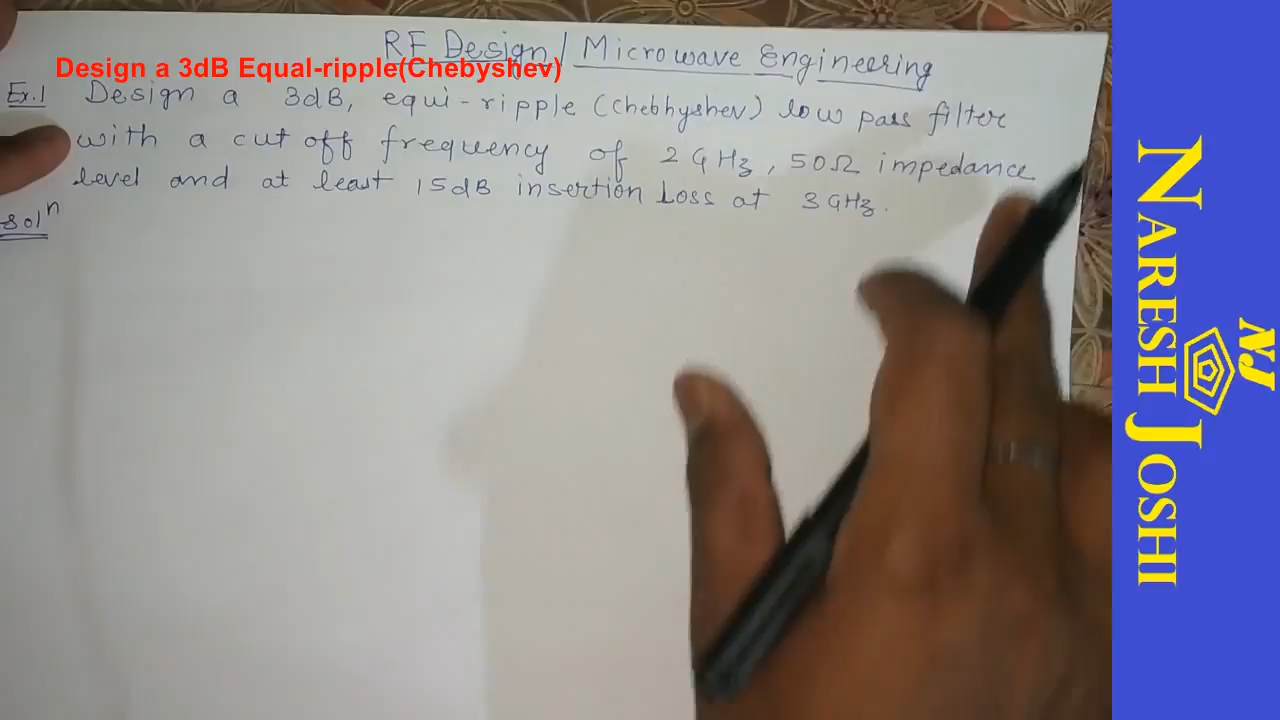 RF Design / Microwave Engineering
Design a 3dB Equal-ripple(Chebyshev)
Ex.1 Design a 3dB, equi-ripple (Chebhyshev) low pass filter
with a cut off frequency of 2 GHz, 50Ω impedance
level and at least 15dB insertion loss at 3GHz.
Solⁿ
NARESH JOSHI
NJ